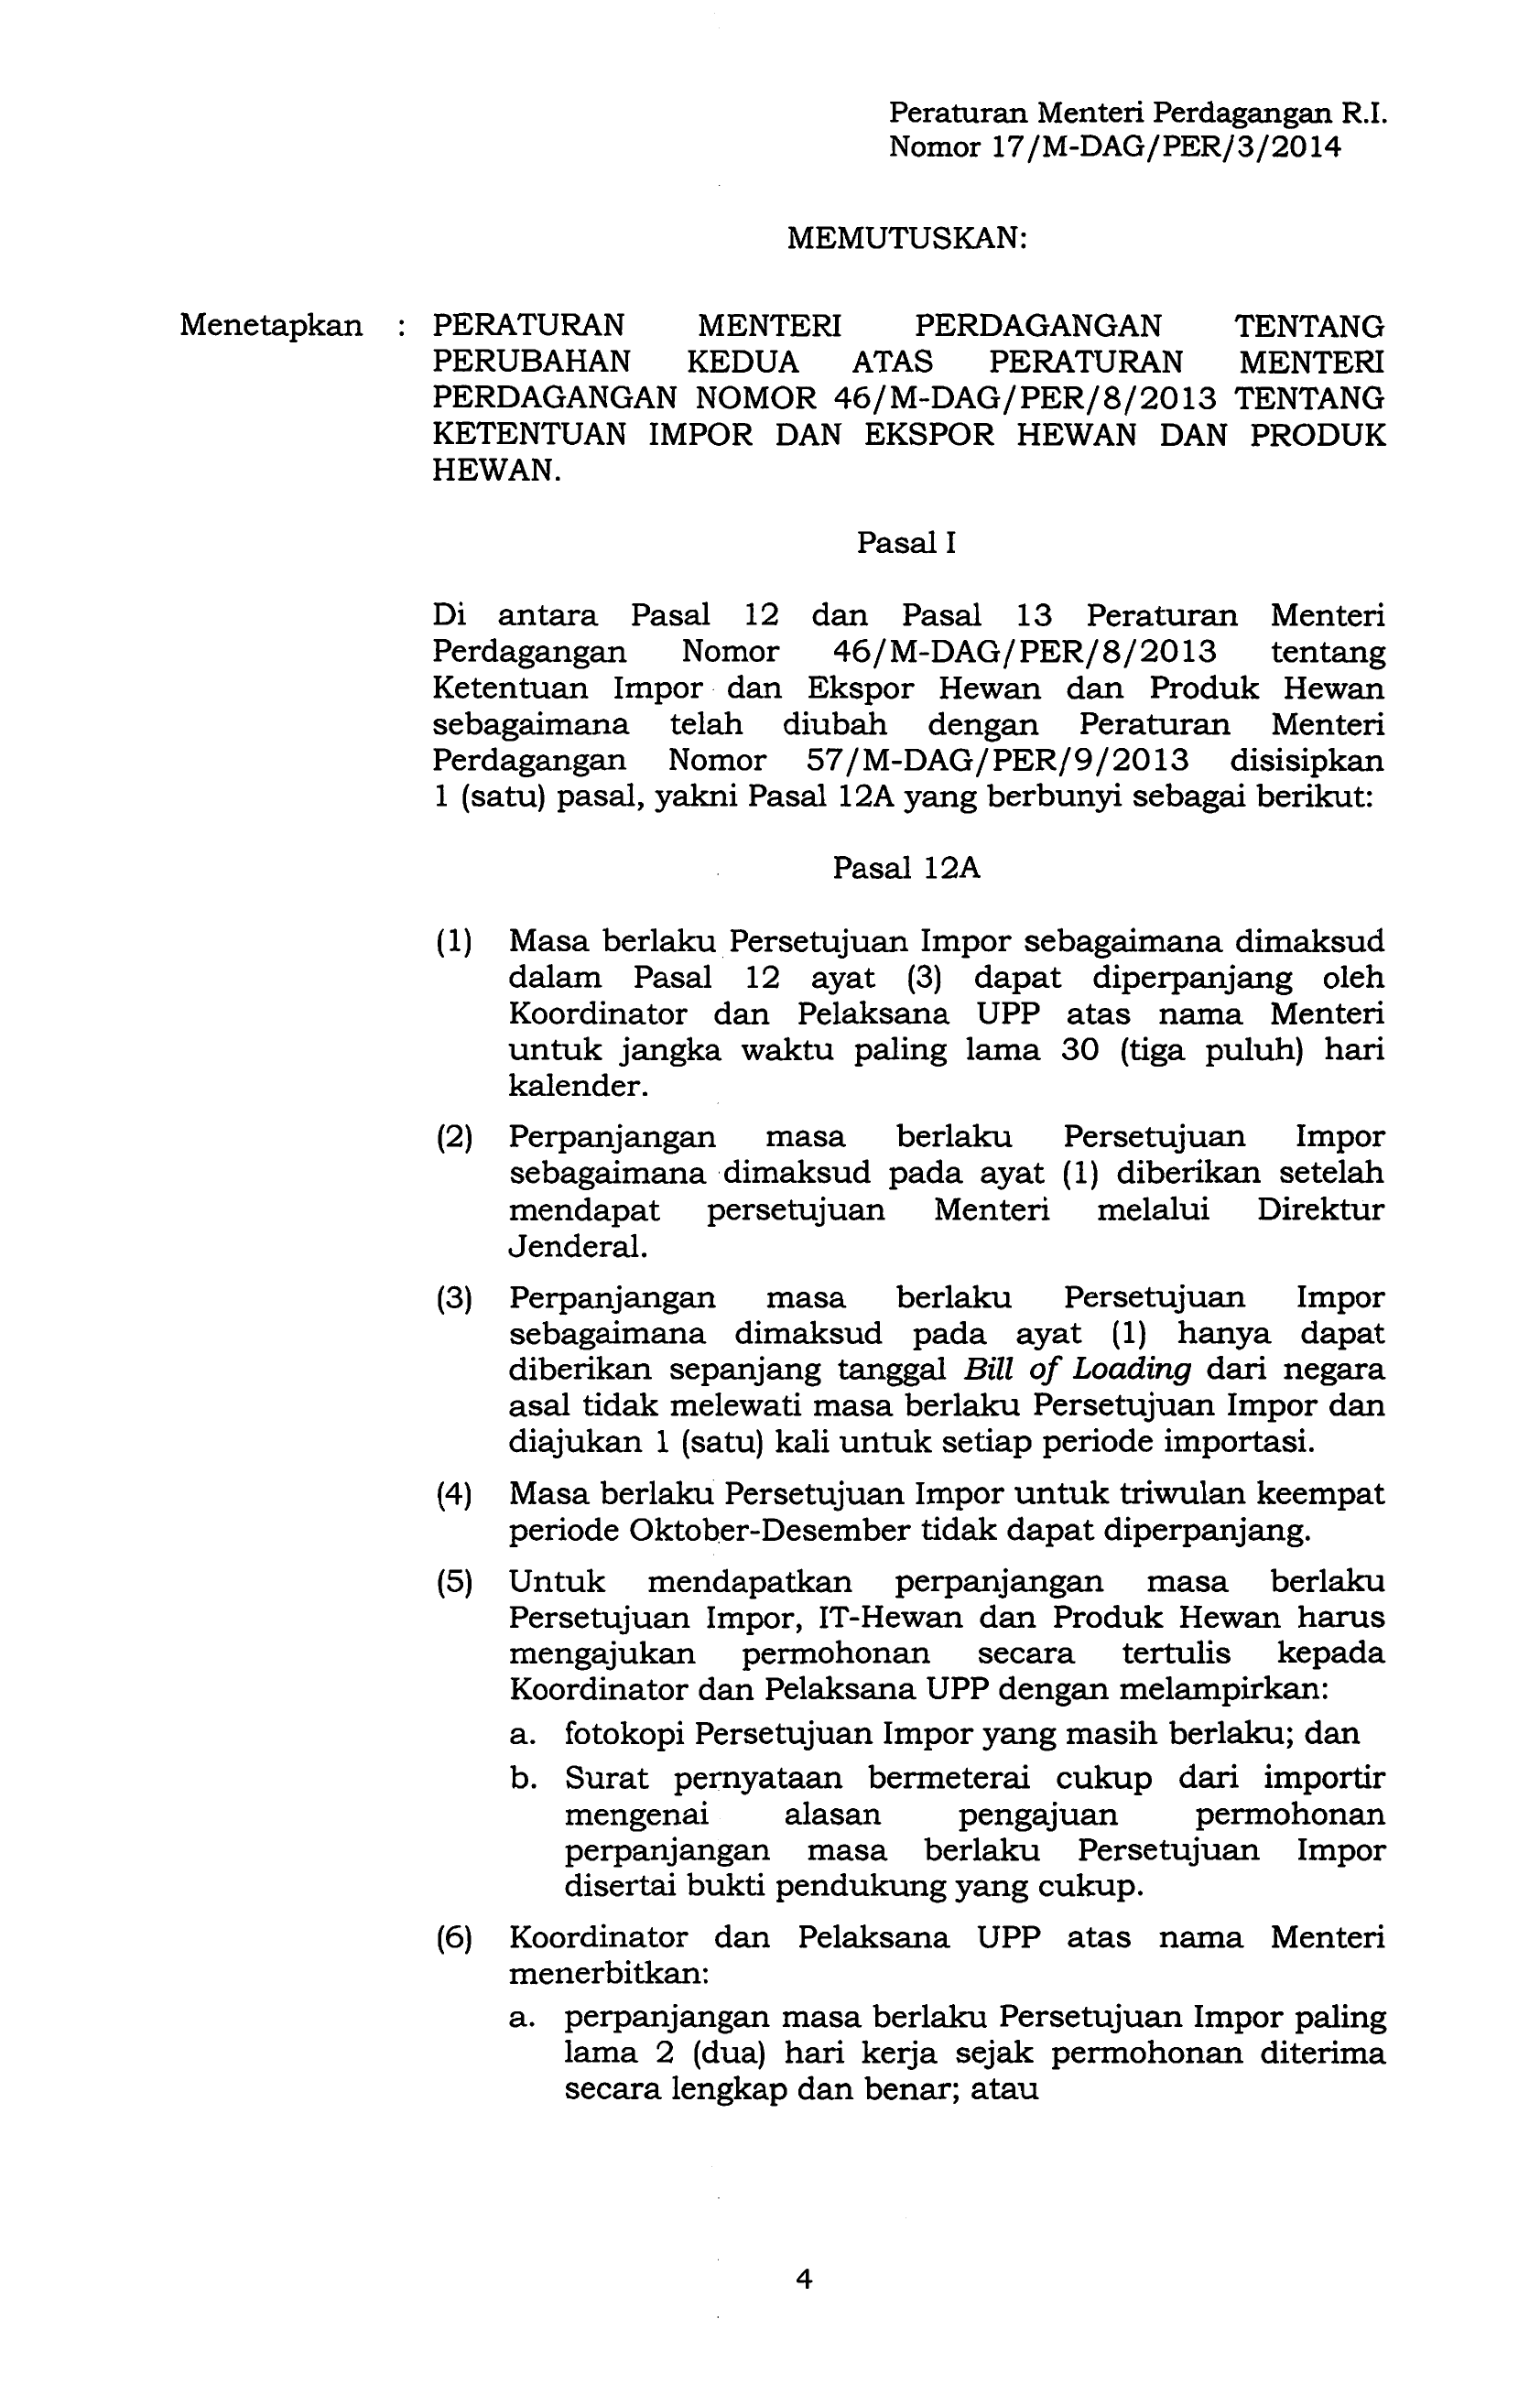 Peraturan Menteri Perdagangan R.I.
Nomor 17/M-DAG/PER/3/2014
MEMUTUSKAN:
Menetapkan : PERATURAN MENTERI PERDAGANGAN TENTANG
PERUBAHAN KEDUA ATAS PERATURAN MENTERI
PERDAGANGAN NOMOR 46/M-DAG/PER/8/2013 TENTANG
KETENTUAN IMPOR DAN EKSPOR HEWAN DAN PRODUK
HEWAN.
Pasal I
Di antara Pasal 12 dan Pasal 13 Peraturan Menteri
Perdagangan Nomor 46/M-DAG/PER/8/2013 tentang
Ketentuan Impor dan Ekspor Hewan dan Produk Hewan
sebagaimana telah diubah dengan Peraturan Menteri
Perdagangan Nomor 57/M-DAG/PER/9/2013 disisipkan
1 (satu) pasal, yakni Pasal 12A yang berbunyi sebagai berikut:
Pasal 12A
(1) Masa berlaku Persetujuan Impor sebagaimana dimaksud
dalam Pasal 12 ayat (3) dapat diperpanjang oleh
Koordinator dan Pelaksana UPP atas nama Menteri
untuk jangka waktu paling lama 30 (tiga puluh) hari
kalender.
(2) Perpanjangan masa berlaku Persetujuan Impor
sebagaimana dimaksud pada ayat (1) diberikan setelah
mendapat persetujuan Menteri melalui Direktur
Jenderal.
(3) Perpanjangan masa berlaku Persetujuan Impor
sebagaimana dimaksud pada ayat (1) hanya dapat
diberikan sepanjang tanggal Bill of Loading dari negara
asal tidak melewati masa berlaku Persetujuan Impor dan
diajukan 1 (satu) kali untuk setiap periode importasi.
(4) Masa berlaku Persetujuan Impor untuk triwulan keempat
periode Oktober-Desember tidak dapat diperpanjang.
(5) Untuk mendapatkan perpanjangan masa berlaku
Persetujuan Impor, IT-Hewan dan Produk Hewan harus
mengajukan permohonan secara tertulis kepada
Koordinator dan Pelaksana UPP dengan melampirkan:
a. fotokopi Persetujuan Impor yang masih berlaku; dan
b. Surat pernyataan bermeterai cukup dari importir
mengenai alasan pengajuan permohonan
perpanjangan masa berlaku Persetujuan Impor
disertai bukti pendukung yang cukup.
(6) Koordinator dan Pelaksana UPP atas nama Menteri
menerbitkan:
a. perpanjangan masa berlaku Persetujuan Impor paling
lama 2 (dua) hari kerja sejak permohonan diterima
secara lengkap dan benar; atau
4